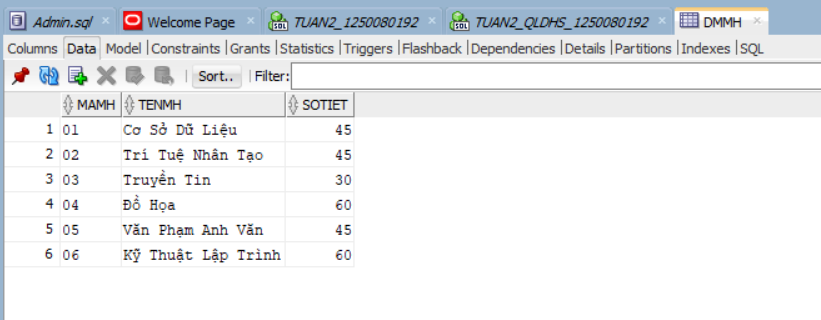 Admin.sql Welcome Page TUAN2_1250080192 TUAN2_QLDHS_1250080192 DMMH
Columns Data Model Constraints Grants Statistics Triggers Flashback Dependencies Details Partitions Indexes SQL
Sort.. Filter:
MAMH TENMH SOTIET
1 01 Cơ Sở Dữ Liệu 45
2 02 Trí Tuệ Nhân Tạo 45
3 03 Truyền Tin 30
4 04 Đồ Họa 60
5 05 Văn Phạm Anh Văn 45
6 06 Kỹ Thuật Lập Trình 60